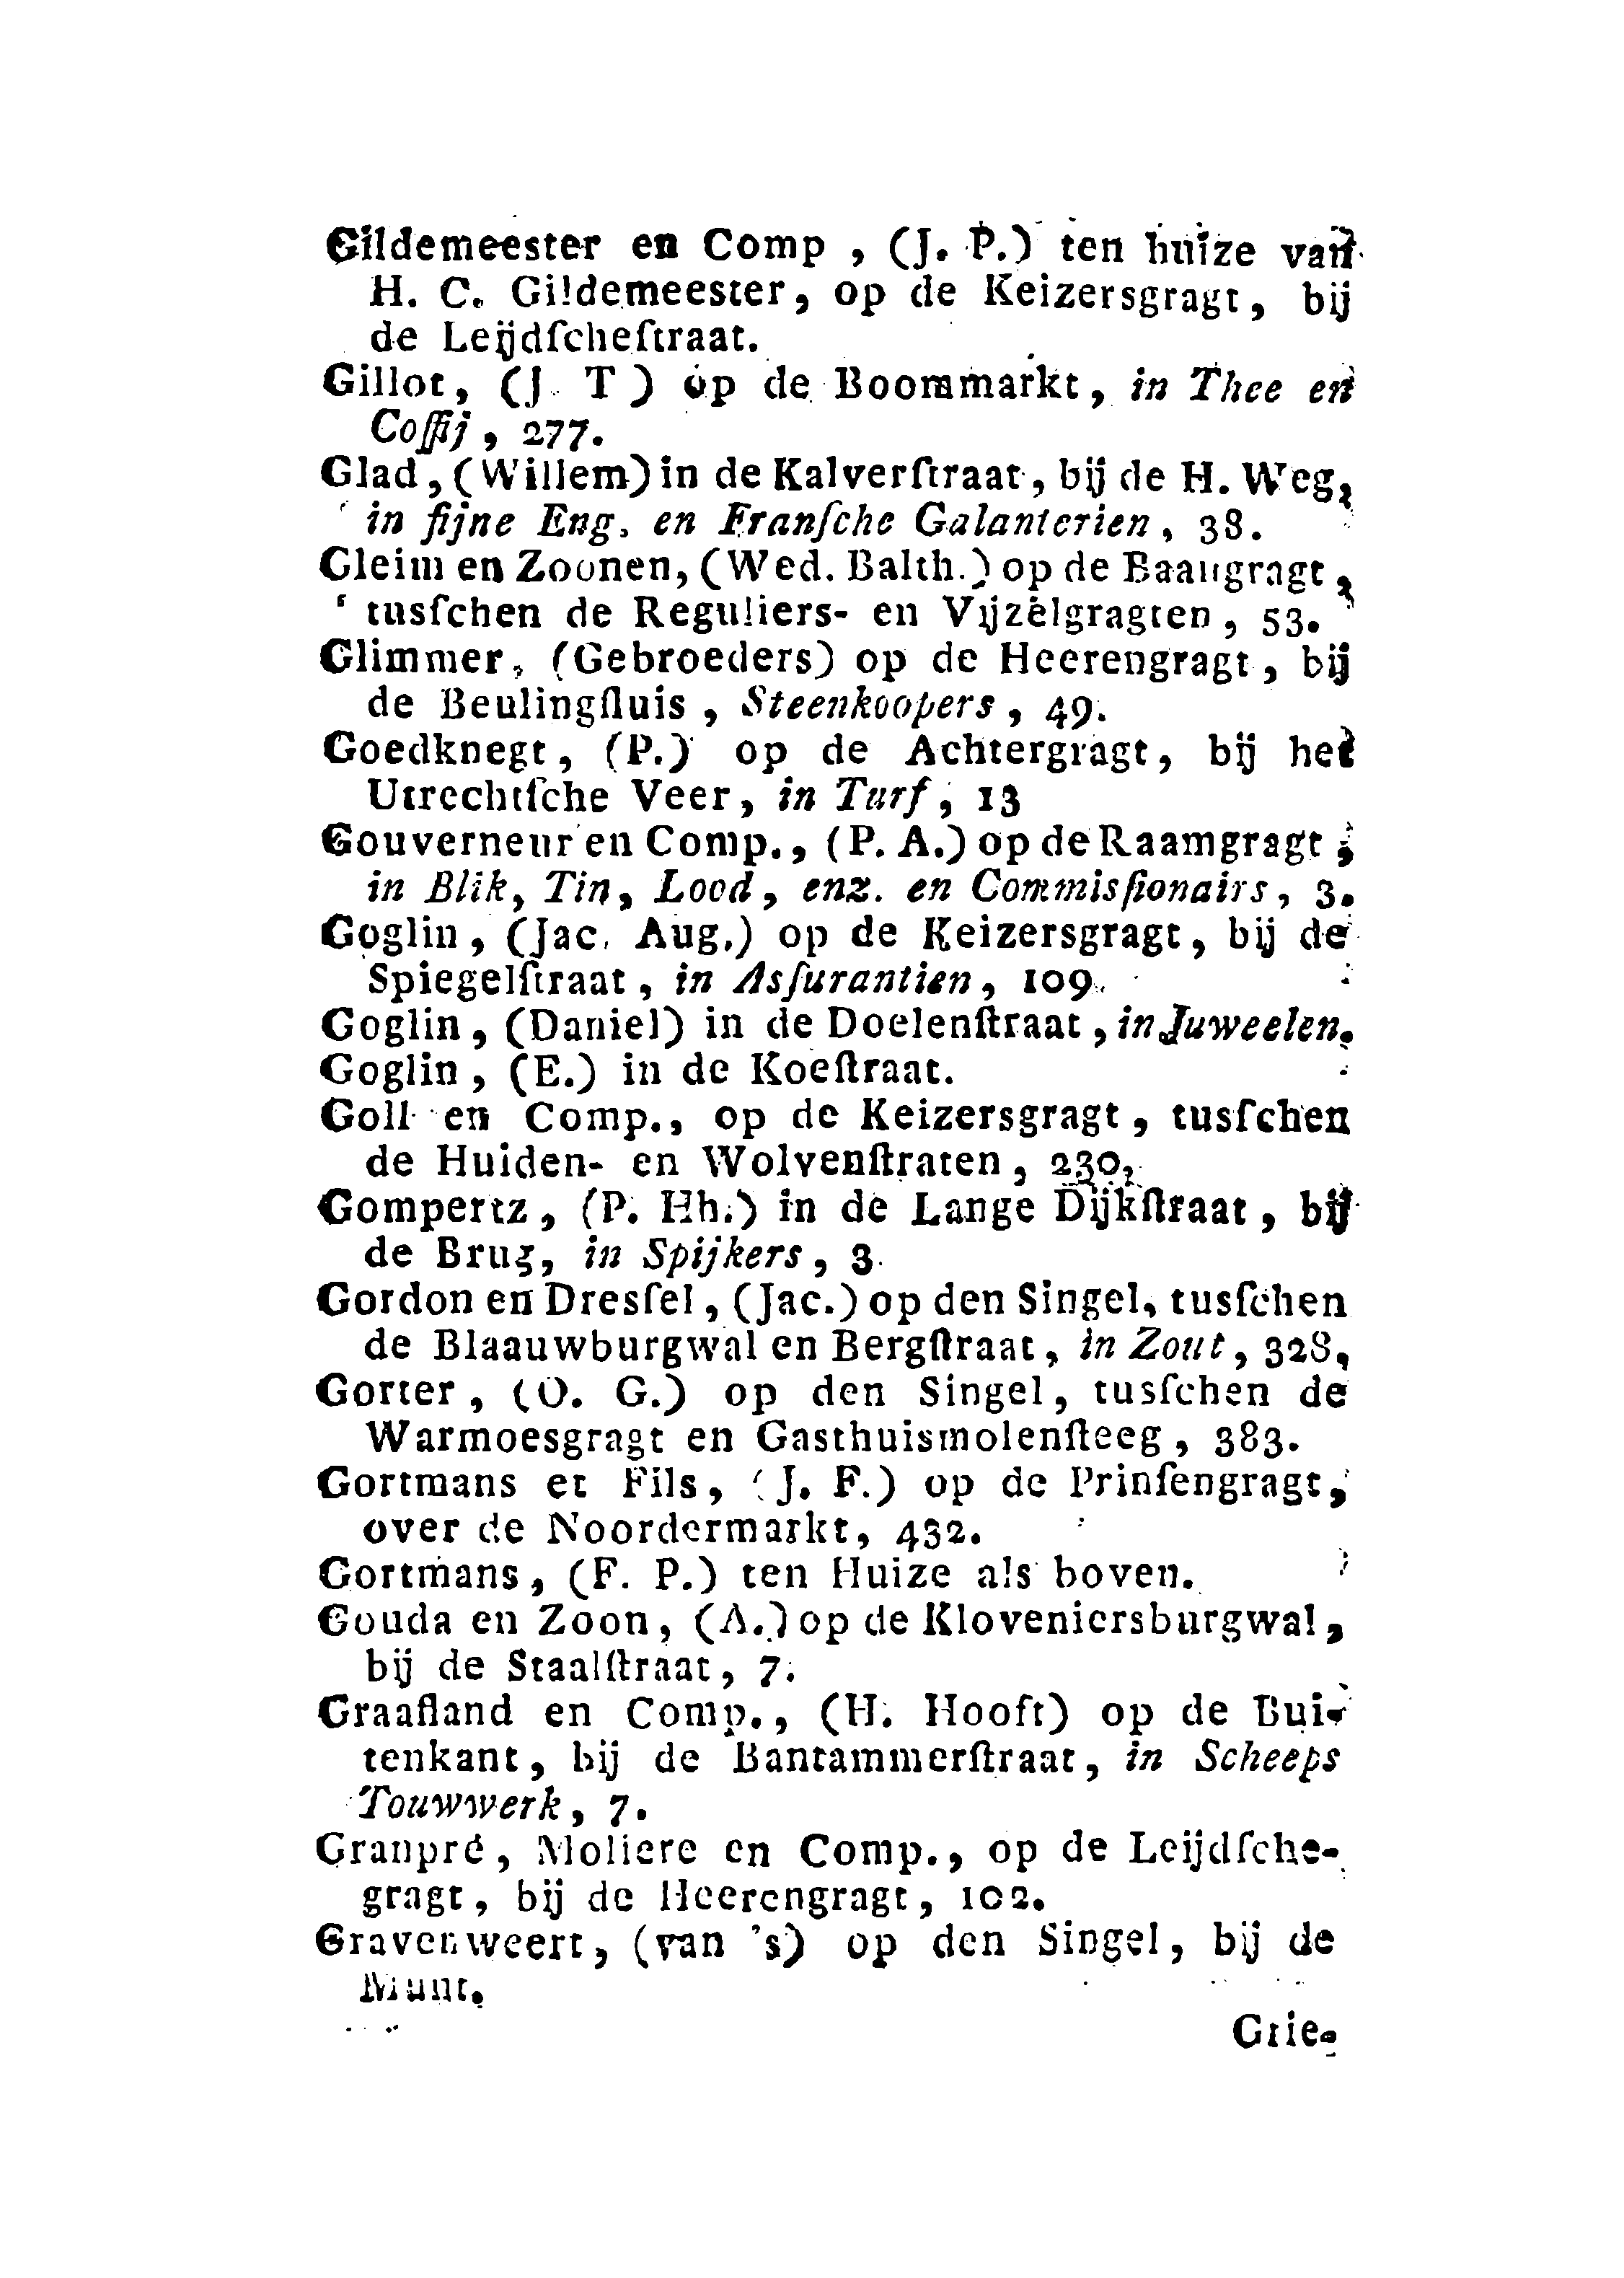 Gildemeester en Comp, (J. P.) ten huize van
H. C. Gildemeester, op de Keizersgragt, bij
de Leijdſcheſtraat.
Gillot, (J. T.) op de Boommarkt, in Thee en
Coffij, 277.
Glad, (Willem) in de Kalverſtraat, bij de H. Weg,
in fijne Eng. en Franſche Galanterien, 38.
Gleim en Zoonen, (Wed. Balth.) op de Baangragt,
tusſchen de Reguliers- en Vijzelgragten, 53.
Glimmer, (Gebroeders) op de Heerengragt, bij
de Beulingſluis, Steenkoopers, 49.
Goedknegt, (P.) op de Achtergragt, bij het
Utrechtſche Veer, in Turf, 13
Gouverneur en Comp., (P. A.) op de Raamgragt,
in Blik, Tin, Lood, enz. en Commisſionairs, 3.
Goglin, (Jac. Aug.) op de Keizersgragt, bij de
Spiegelſtraat, in Asſurantien, 109.
Goglin, (Daniel) in de Doelenſtraat, in Juweelen.
Goglin, (E.) in de Koeſtraat.
Goll en Comp., op de Keizersgragt, tusſchen
de Huiden- en Wolvenſtraten, 230,
Gompertz, (P. Hh.) in de Lange Dijkſtraat, bij
de Brug, in Spijkers, 3.
Gordon en Dresſel, (Jac.) op den Singel, tusſchen
de Blaauwburgwal en Bergſtraat, in Zout, 328,
Gorter, (O. G.) op den Singel, tusſchen de
Warmoesgragt en Gasthuismolenſteeg, 383.
Gortmans et Fils, (J. F.) op de Prinſengragt,
over de Noordermarkt, 432.
Gortmans, (F. P.) ten Huize als boven.
Gouda en Zoon, (A.) op de Kloveniersburgwal,
bij de Staalſtraat, 7.
Graafland en Comp., (H. Hooft) op de Bui-
tenkant, bij de Bantammerſtraat, in Scheeps
Touwwerk, 7.
Granpré, Moliere en Comp., op de Leijdſche-
gragt, bij de Heerengragt, 102.
Gravenweert, (van 's) op den Singel, bij de
Munt.
Grie-